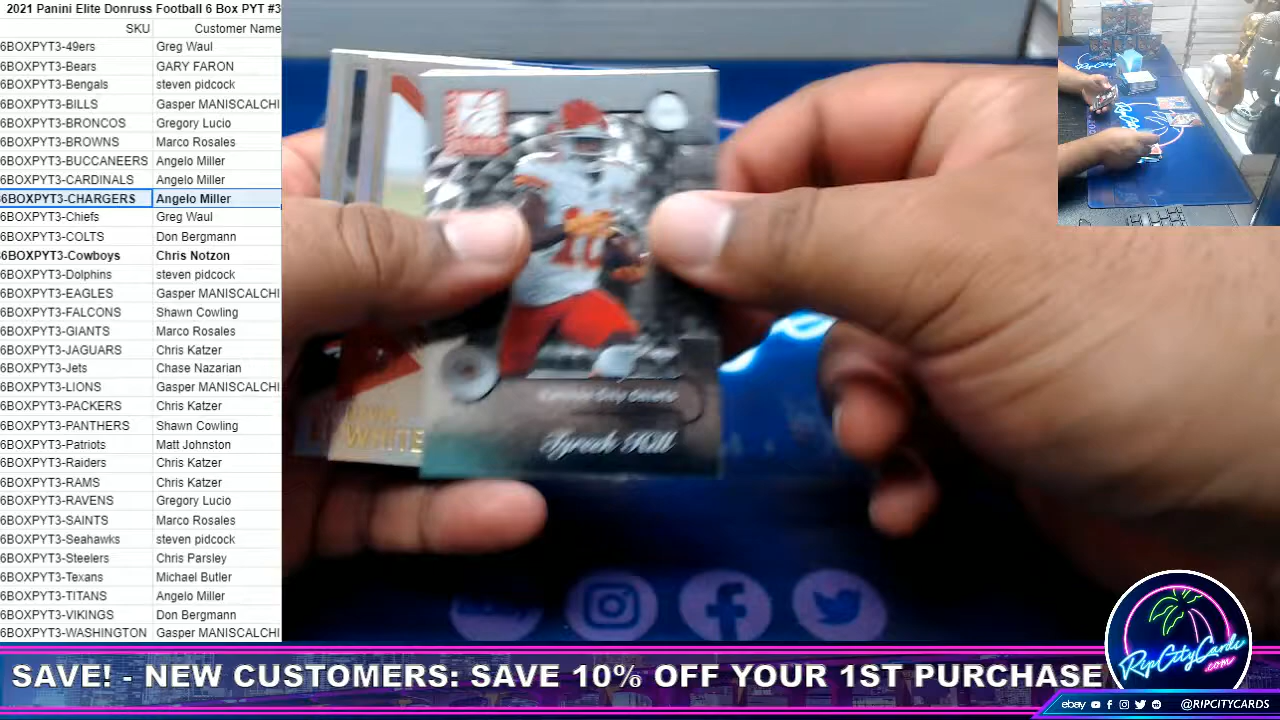 2021 Panini Elite Donruss Football 6 Box PYT #3
SKU Customer Name
6BOXPYT3-49ers Greg Waul
6BOXPYT3-Bears GARY FARON
6BOXPYT3-Bengals steven pidcock
6BOXPYT3-BILLS Gasper MANISCALCHI
6BOXPYT3-BRONCOS Gregory Lucio
6BOXPYT3-BROWNS Marco Rosales
6BOXPYT3-BUCCANEERS Angelo Miller
6BOXPYT3-CARDINALS Angelo Miller
6BOXPYT3-CHARGERS Angelo Miller
6BOXPYT3-Chiefs Greg Waul
6BOXPYT3-COLTS Don Bergmann
6BOXPYT3-Cowboys Chris Notzon
6BOXPYT3-Dolphins steven pidcock
6BOXPYT3-EAGLES Gasper MANISCALCHI
6BOXPYT3-FALCONS Shawn Cowling
6BOXPYT3-GIANTS Marco Rosales
6BOXPYT3-JAGUARS Chris Katzer
6BOXPYT3-Jets Chase Nazarian
6BOXPYT3-LIONS Gasper MANISCALCHI
6BOXPYT3-PACKERS Chris Katzer
6BOXPYT3-PANTHERS Shawn Cowling
6BOXPYT3-Patriots Matt Johnston
6BOXPYT3-Raiders Chris Katzer
6BOXPYT3-RAMS Chris Katzer
6BOXPYT3-RAVENS Gregory Lucio
6BOXPYT3-SAINTS Marco Rosales
6BOXPYT3-Seahawks steven pidcock
6BOXPYT3-Steelers Chris Parsley
6BOXPYT3-Texans Michael Butler
6BOXPYT3-TITANS Angelo Miller
6BOXPYT3-VIKINGS Don Bergmann
6BOXPYT3-WASHINGTON Gasper MANISCALCHI
10
Tyreek Hill
WHITE
SAVE! - NEW CUSTOMERS: SAVE 10% OFF YOUR 1ST PURCHASE
RipCityCards
.com
ebay @RIPCITYCARDS